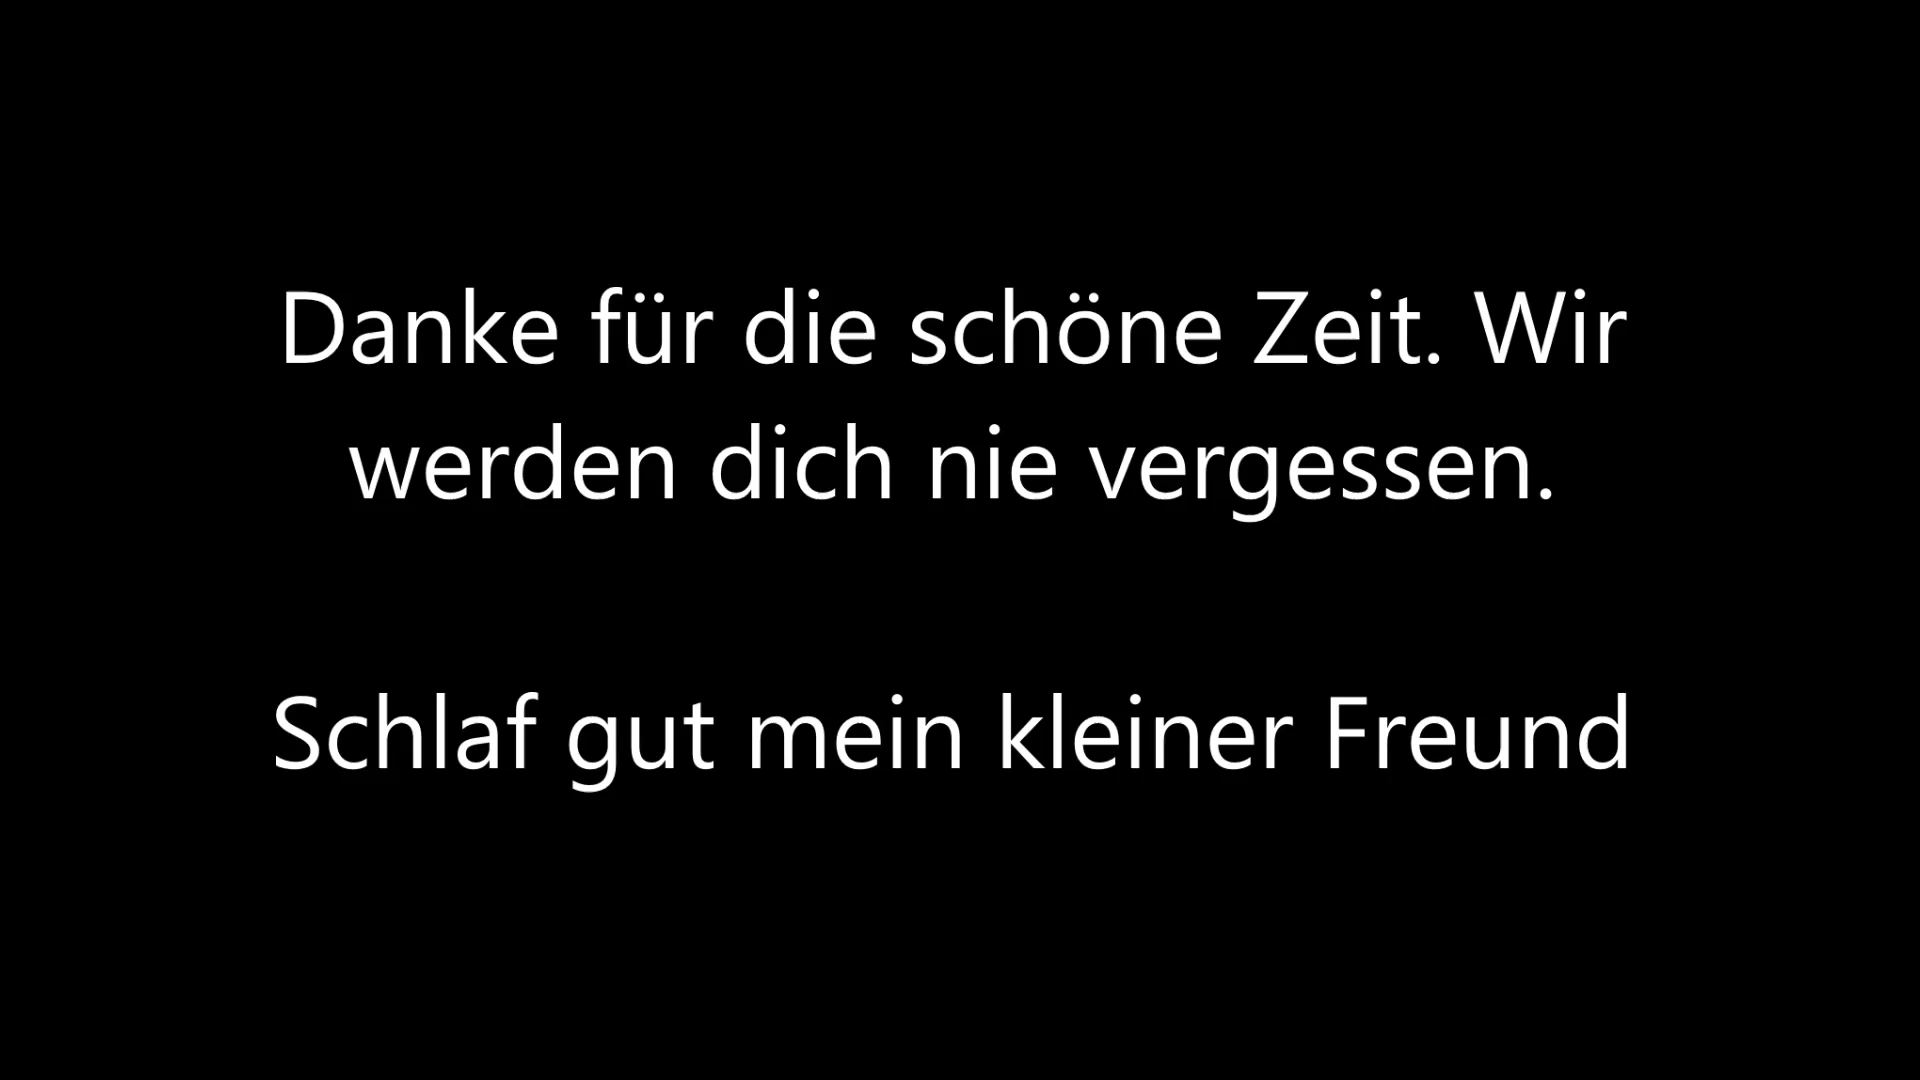 Danke für die schöne Zeit. Wir
werden dich nie vergessen.
Schlaf gut mein kleiner Freund